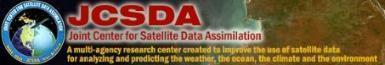 JCSDA
Joint Center for Satellite Data Assimilation
A multi-agency research center created to improve the use of satellite data
for analyzing and predicting the weather, the ocean, the climate and the environment